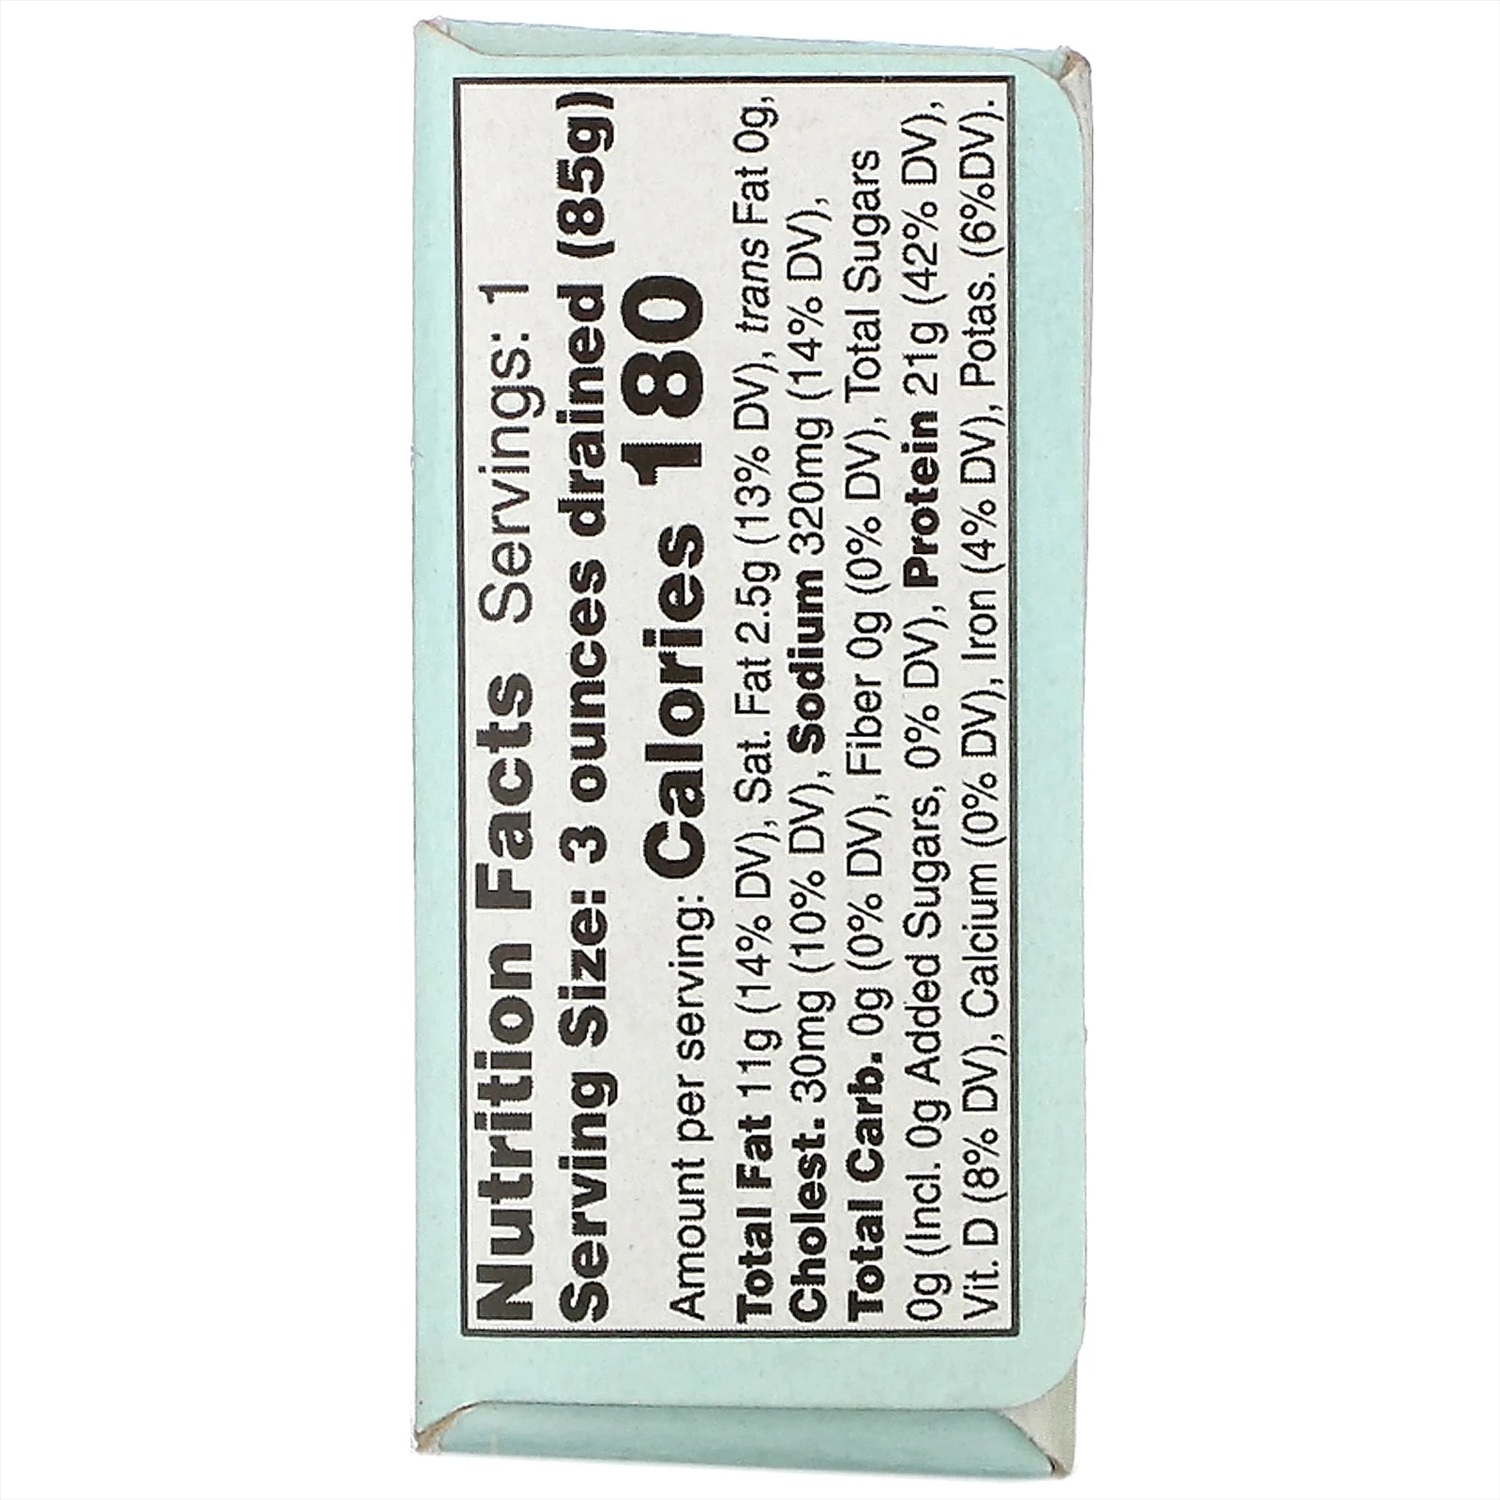 Nutrition Facts Servings: 1
Serving Size: 3 ounces drained (85g)
Amount per serving: Calories 180
Total Fat 11g (14% DV), Sat. Fat 2.5g (13% DV), trans Fat 0g,
Cholest. 30mg (10% DV), Sodium 320mg (14% DV),
Total Carb. 0g (0% DV), Fiber 0g (0% DV), Total Sugars
0g (Incl. 0g Added Sugars, 0% DV), Protein 21g (42% DV),
Vit. D (8% DV), Calcium (0% DV), Iron (4% DV), Potas. (6%DV).